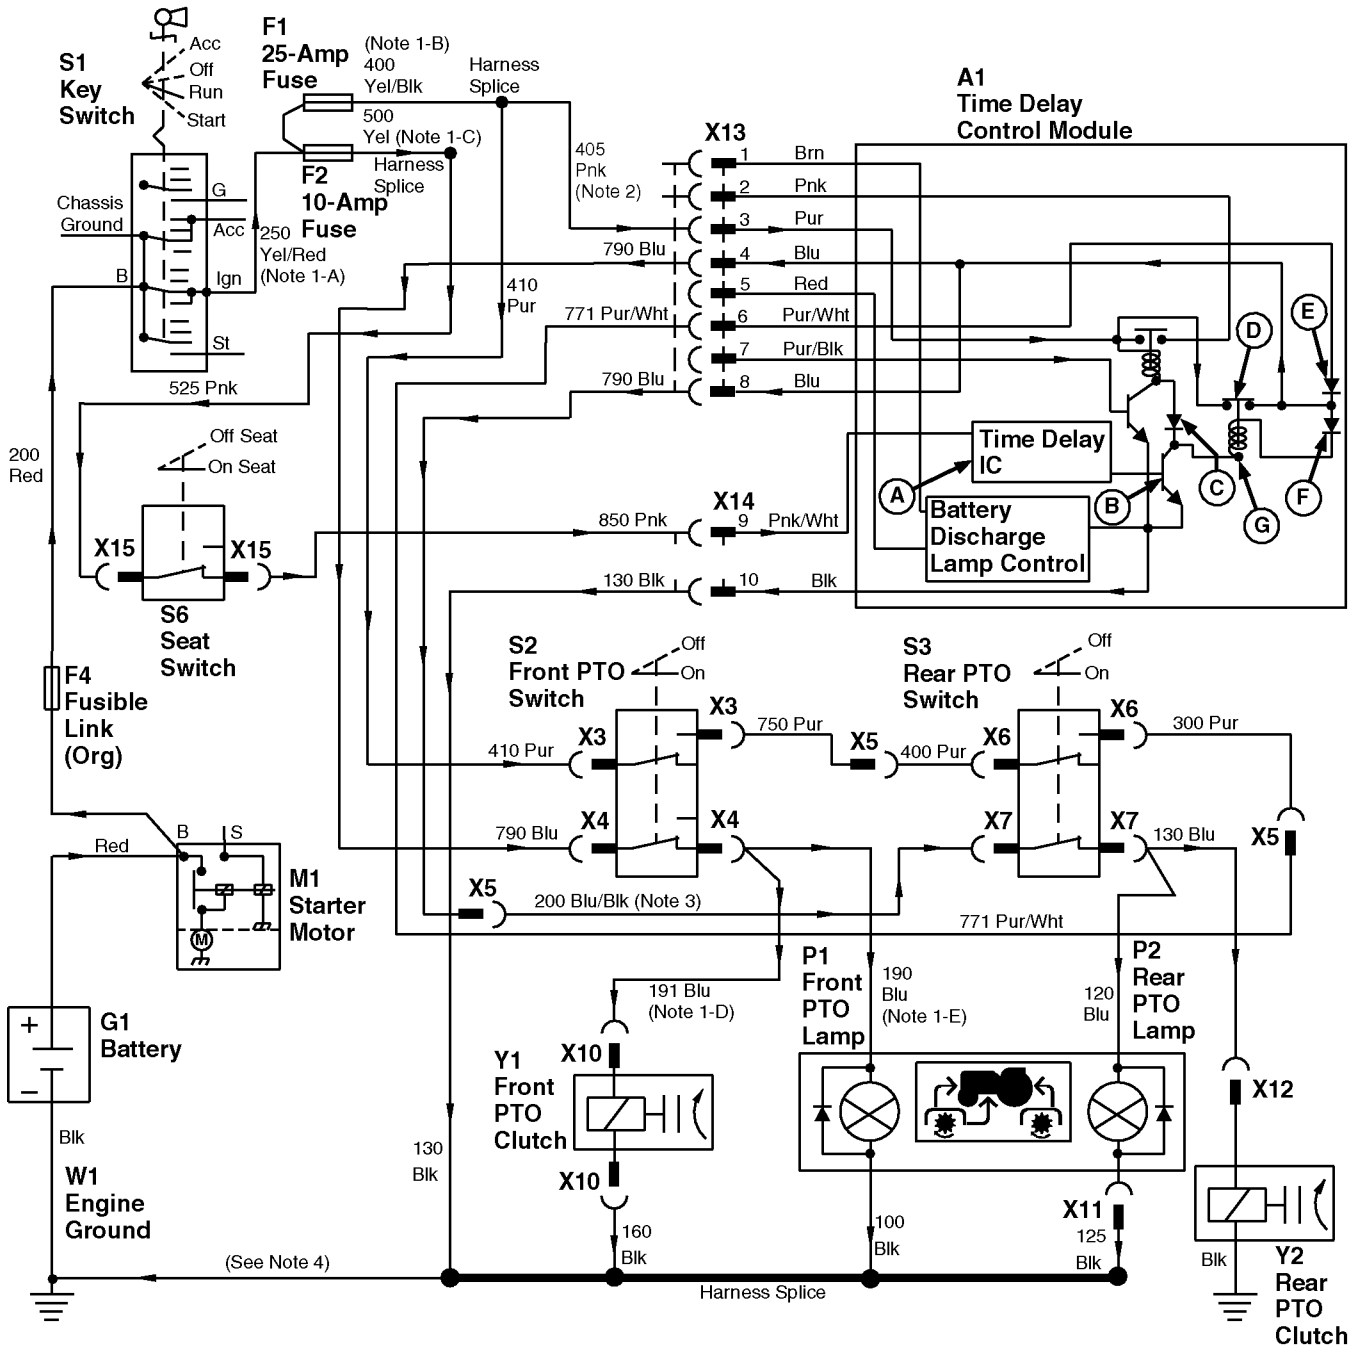 S1
Key
Switch
Acc
Off
Run
Start
F1
25-Amp
Fuse
(Note 1-B)
400
Yel/Blk
500
Yel (Note 1-C)
Harness
Splice
Harness
Splice
F2
10-Amp
Fuse
Chassis
Ground
G
Acc
B
Ign
St
250
Yel/Red
(Note 1-A)
405
Pnk
(Note 2)
410
Pur
790 Blu
771 Pur/Wht
790 Blu
525 Pnk
200
Red
X13
1
Brn
2
Pnk
3
Pur
4
Blu
5
Red
6
Pur/Wht
7
Pur/Blk
8
Blu
A1
Time Delay
Control Module
D
E
Time Delay
IC
A
B
C
G
F
Battery
Discharge
Lamp Control
Off Seat
On Seat
X15
X15
S6
Seat
Switch
850 Pnk
X14
9
Pnk/Wht
130 Blk
10
Blk
F4
Fusible
Link
(Org)
S2
Front PTO
Switch
Off
On
S3
Rear PTO
Switch
Off
On
410 Pur
X3
X3
750 Pur
X5
400 Pur
X6
X6
300 Pur
790 Blu
X4
X4
X7
X7
130 Blu
X5
X5
200 Blu/Blk (Note 3)
771 Pur/Wht
Red
B
S
M
M1
Starter
Motor
G1
Battery
+
−
Blk
W1
Engine
Ground
191 Blu
(Note 1-D)
P1
Front
PTO
Lamp
190
Blu
(Note 1-E)
120
Blu
P2
Rear
PTO
Lamp
Y1
Front
PTO
Clutch
X10
X10
160
Blk
130
Blk
100
Blk
X11
125
Blk
X12
Blk
Y2
Rear
PTO
Clutch
(See Note 4)
Harness Splice